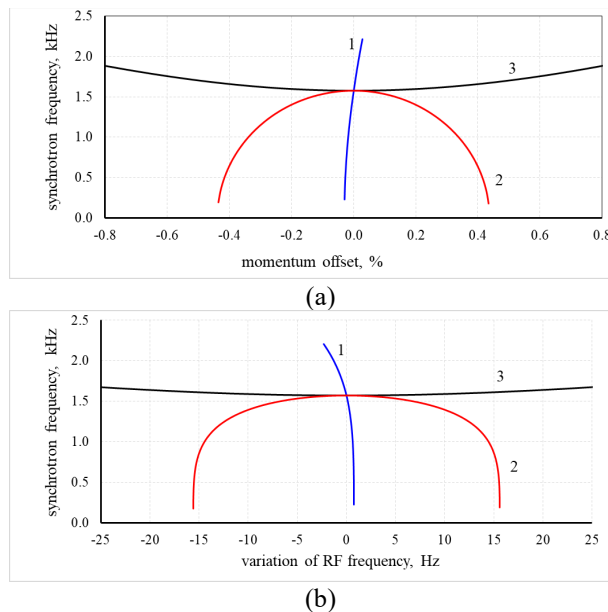 synchrotron frequency, kHz
2.5
2.0
1.5
1.0
0.5
0.0
1
3
2
-0.8 -0.6 -0.4 -0.2 0.0 0.2 0.4 0.6 0.8
momentum offset, %
(a)
synchrotron frequency, kHz
2.5
2.0
1.5
1.0
0.5
0.0
1
3
2
-25 -20 -15 -10 -5 0 5 10 15 20 25
variation of RF frequency, Hz
(b)